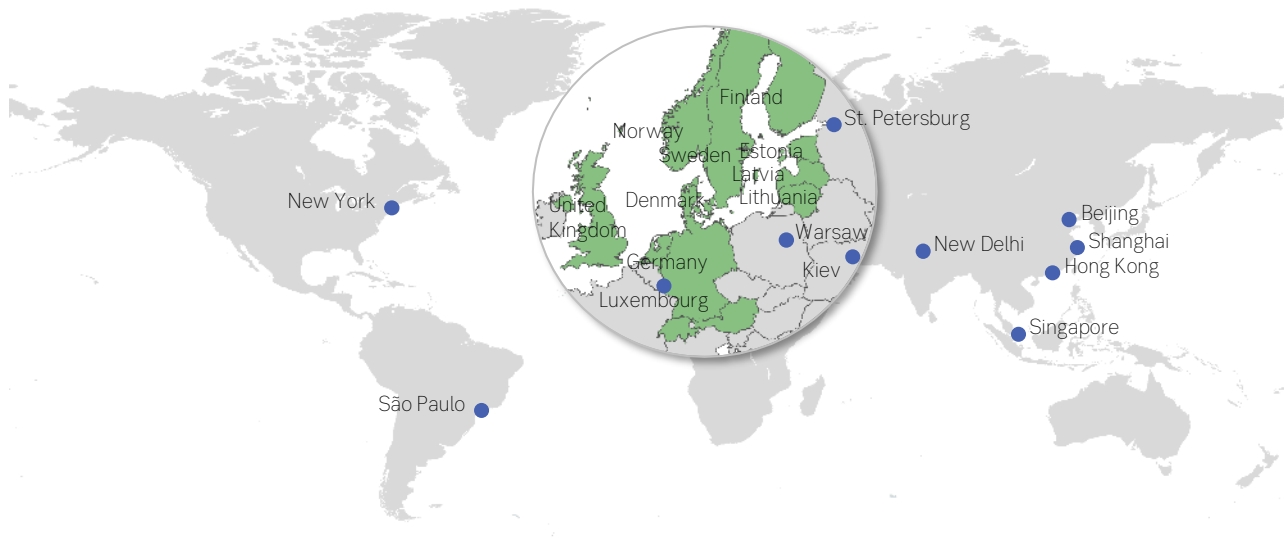 Finland
St. Petersburg
Norway
Sweden
Estonia
Latvia
Lithuania
New York
Denmark
United
Kingdom
Beijing
Warsaw
Shanghai
New Delhi
Germany
Kiev
Hong Kong
Luxembourg
Singapore
São Paulo